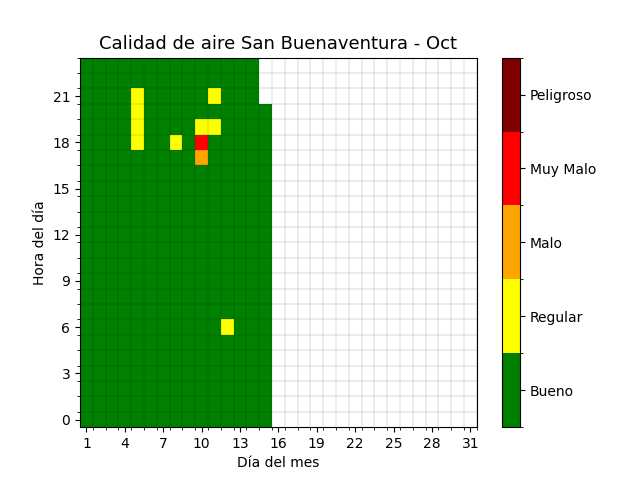 Calidad de aire San Buenaventura - Oct
Hora del día
21
18
15
12
9
6
3
0
1 4 7 10 13 16 19 22 25 28 31
Día del mes
Peligroso
Muy Malo
Malo
Regular
Bueno